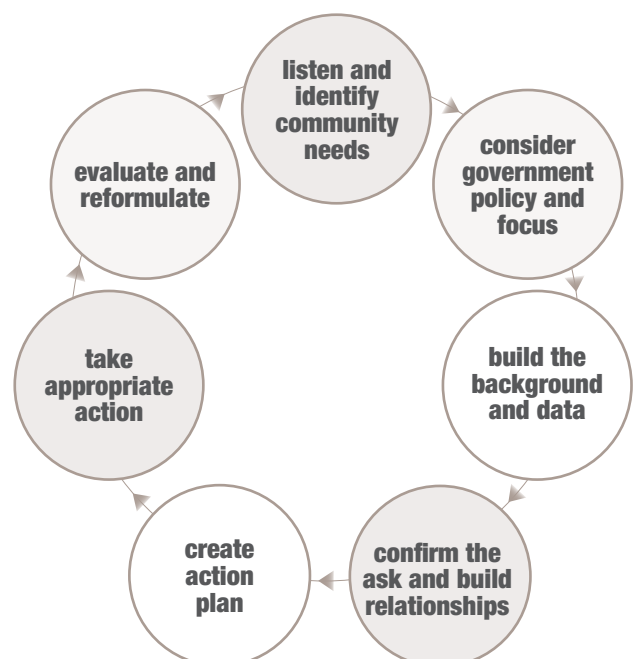 listen and
identify
community
needs
consider
government
policy and
focus
build the
background
and data
confirm the
ask and build
relationships
create
action
plan
take
appropriate
action
evaluate and
reformulate